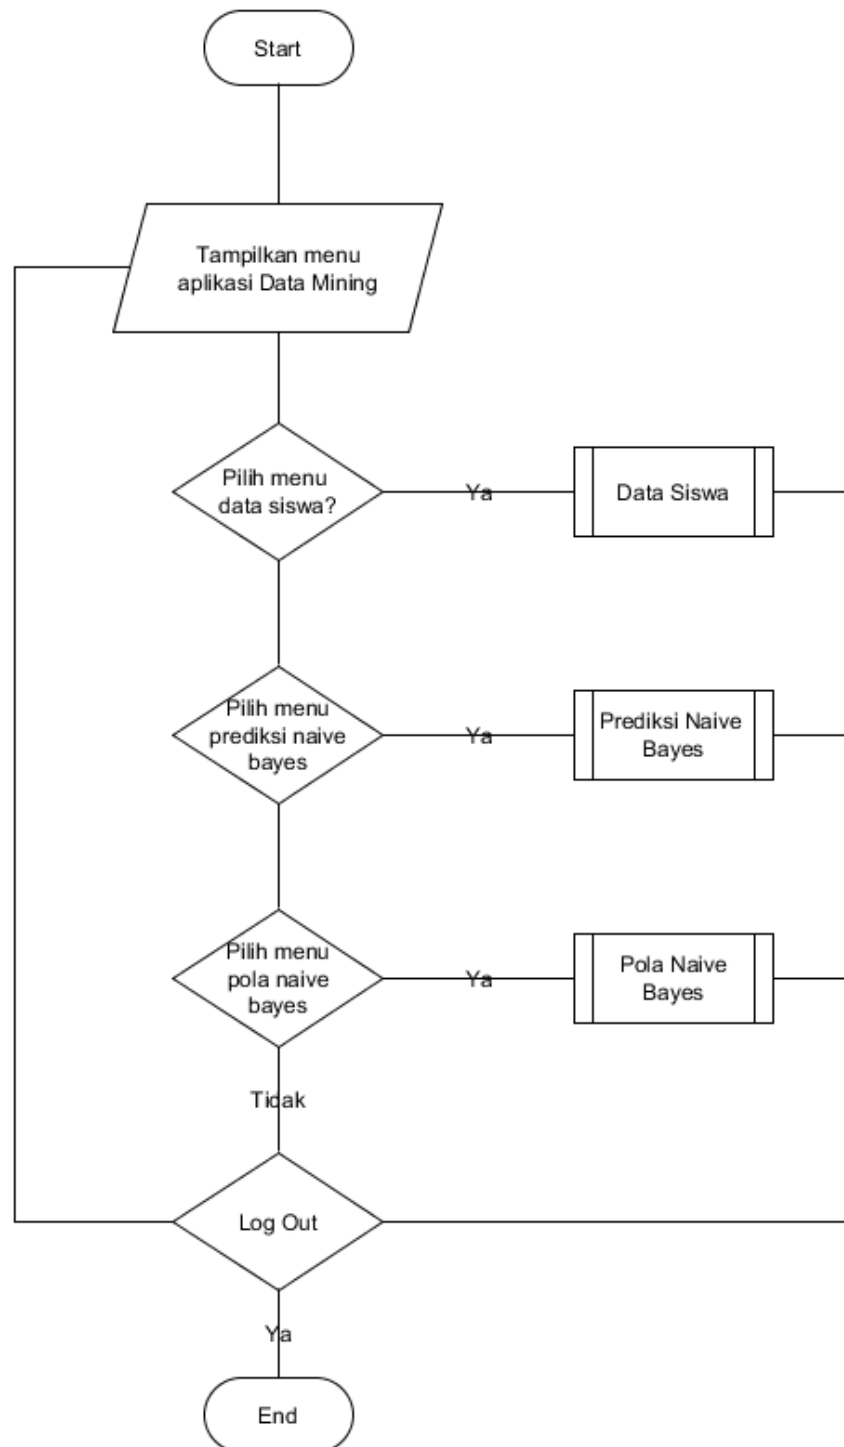 Start
Tampilkan menu
aplikasi Data Mining
Pilih menu
data siswa?
Ya
Data Siswa
Pilih menu
prediksi naive
bayes
Ya
Prediksi Naive
Bayes
Pilih menu
pola naive
bayes
Ya
Pola Naive
Bayes
Tidak
Log Out
Ya
End